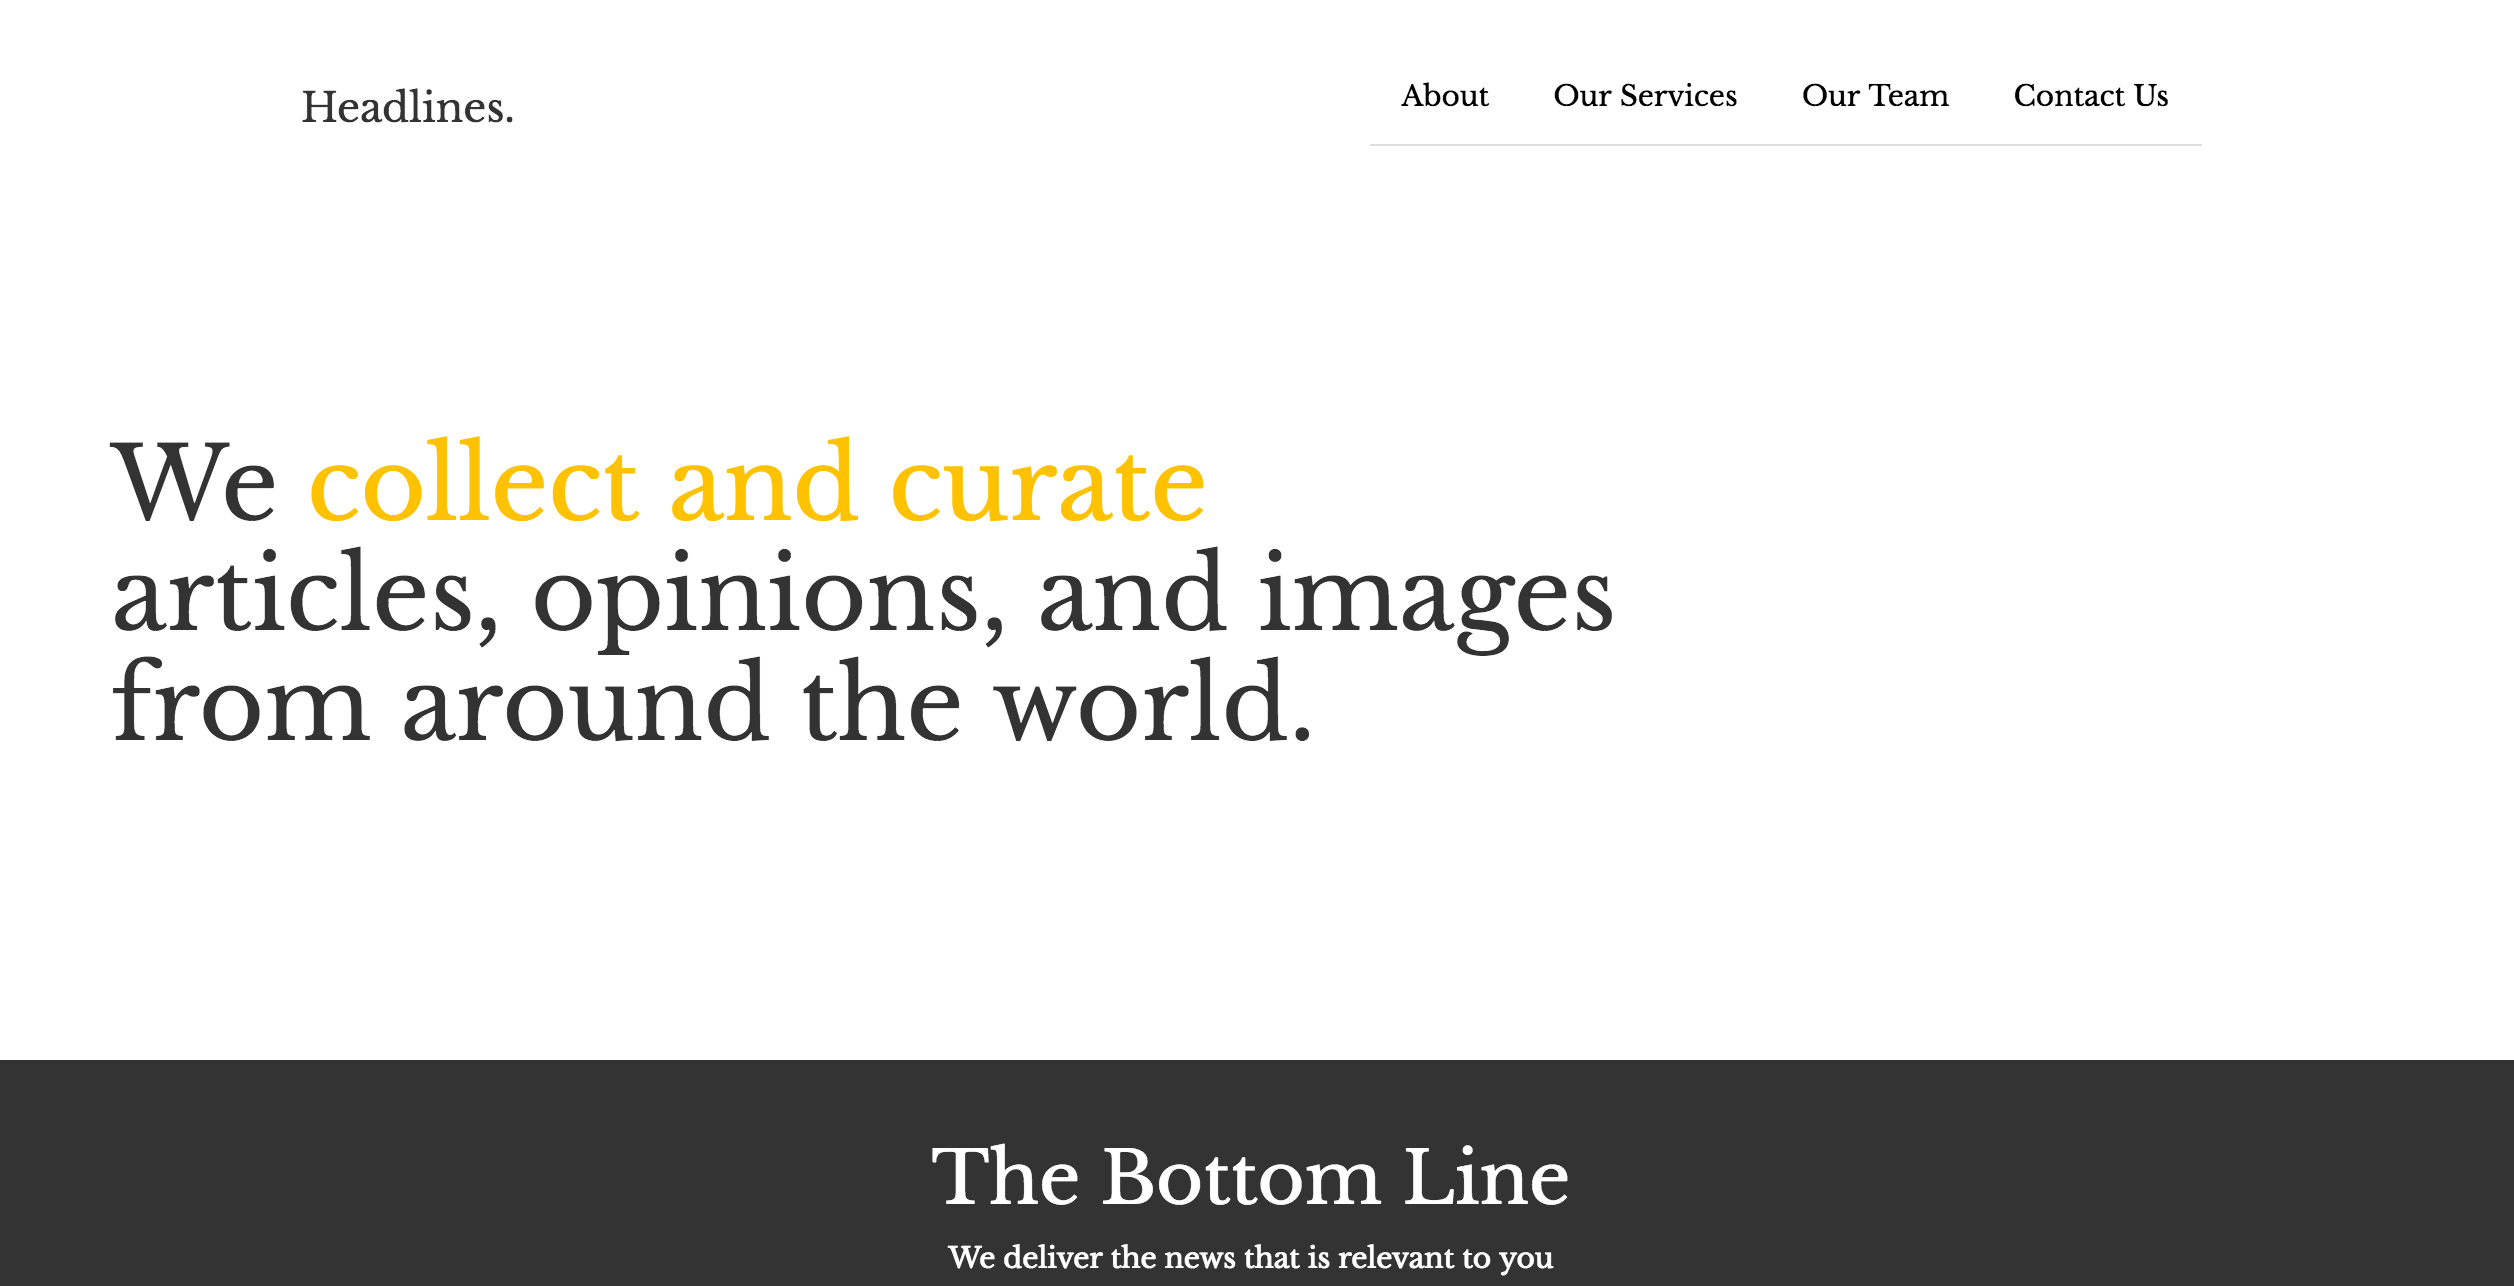 Headlines.
About
Our Services
Our Team
Contact Us
We collect and curate
articles, opinions, and images
from around the world.
The Bottom Line
We deliver the news that is relevant to you